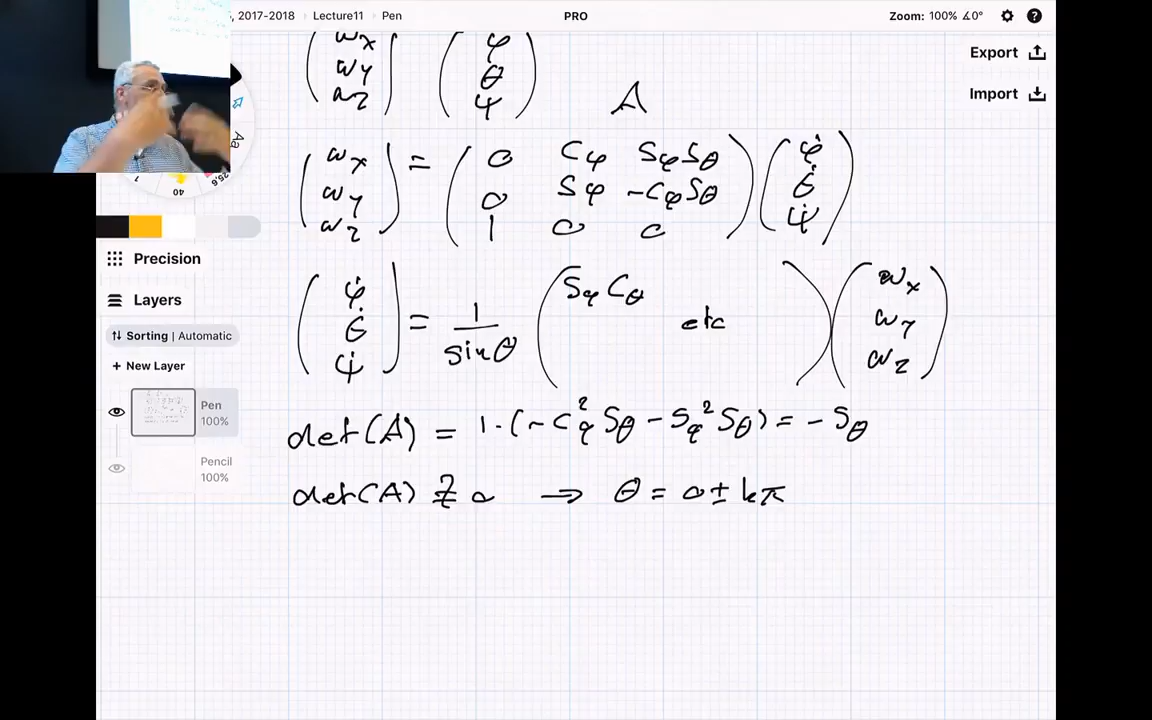 , 2017-2018 Lecture11 Pen PRO Zoom: 100% ∡0°
Export
Import
ωx φ
ωy θ
ωz ψ
A
ωx = 0 Cφ SφSθ φ̇
ωy 0 Sφ -CφSθ θ̇
ωz 1 0 0 ψ̇
Precision
Layers
Sorting | Automatic
+ New Layer
Pen
100%
Pencil
100%
φ̇ SφCθ ωx
θ̇ = 1/sinθ etc ωy
ψ̇ ωz
det(A) = 1·(-Cφ²Sθ - Sφ²Sθ) = -Sθ
det(A) ≠ 0 → θ = 0 ± kπ